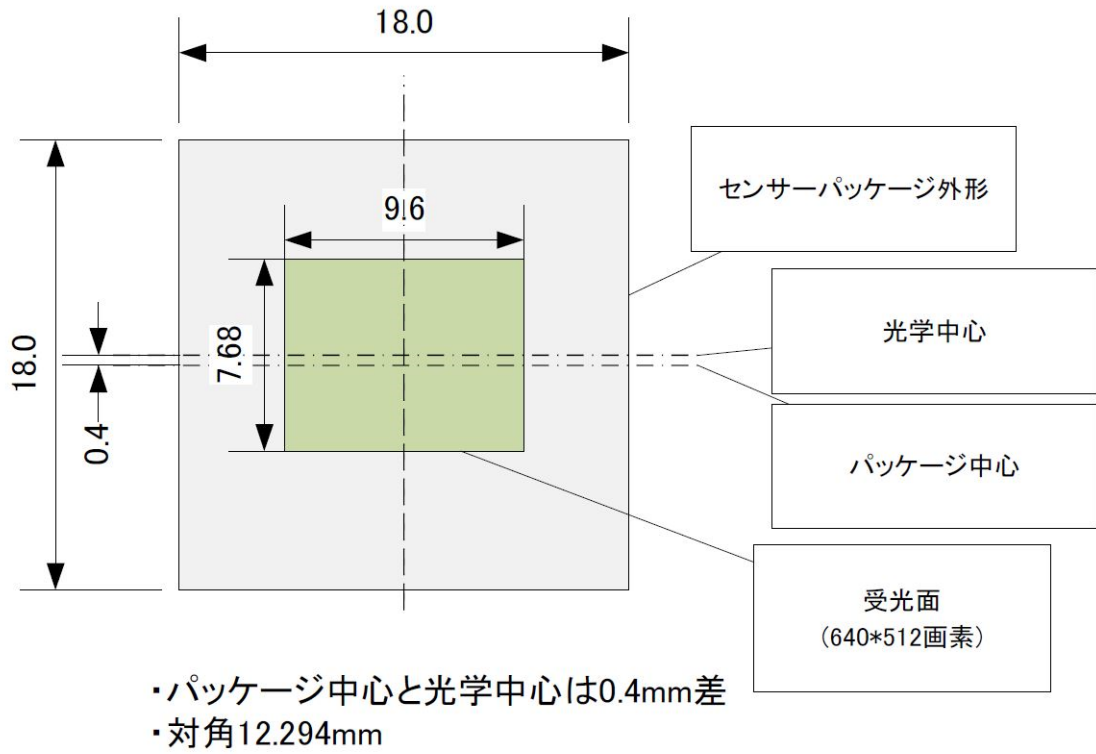 18.0
センサーパッケージ外形
9.6
光学中心
18.0
7.68
0.4
パッケージ中心
受光面
(640*512画素)
・パッケージ中心と光学中心は0.4mm差
・対角12.294mm